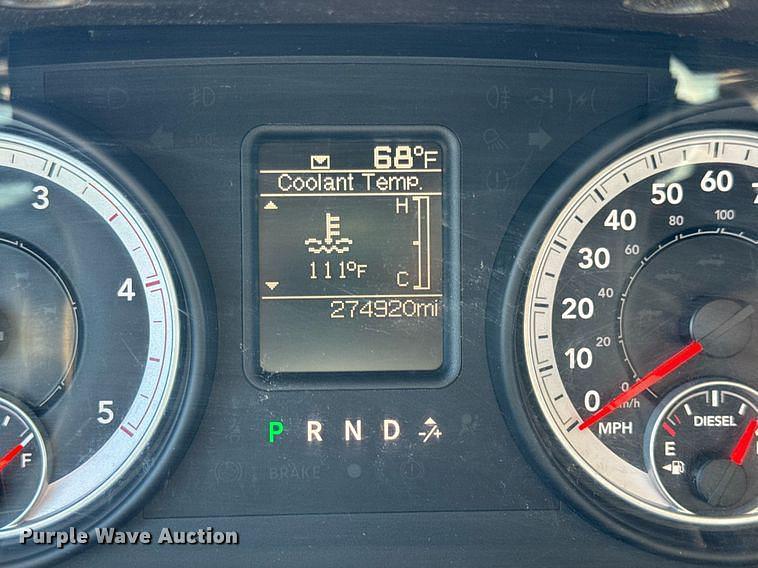 68°F
Coolant Temp.
H
111°F
C
274920mi
3
4
5
F
0
10
20
30
40
50
60
20
40
60
80
100
0
km/h
MPH
DIESEL
E
P R N D -/+
BRAKE
Purple Wave Auction